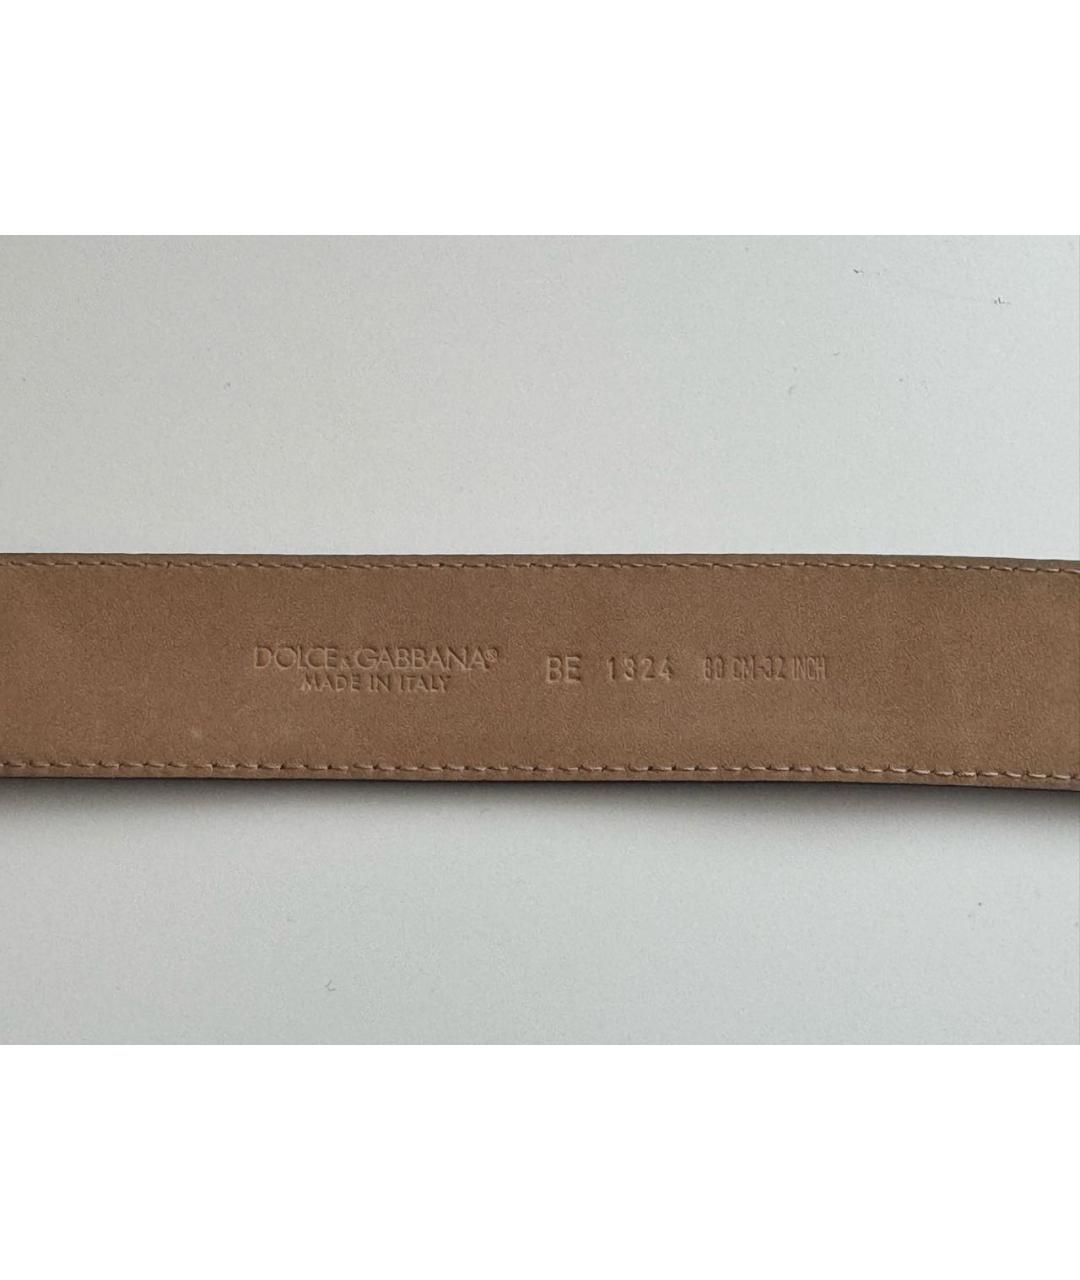 DOLCE & GABBANA®
MADE IN ITALY
BE 1324 80 CM-32 INCH